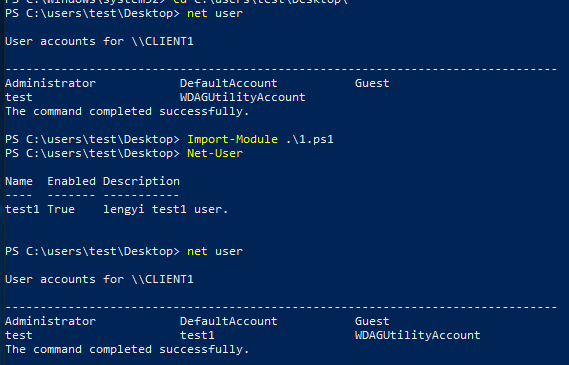 PS C:\Windows\system32> cd C:\users\test\Desktop\
PS C:\users\test\Desktop> net user
User accounts for \\CLIENT1
-------------------------------------------------------------------------------
Administrator            DefaultAccount           Guest
test                     WDAGUtilityAccount
The command completed successfully.
PS C:\users\test\Desktop> Import-Module .\1.ps1
PS C:\users\test\Desktop> Net-User
Name  Enabled Description
----  ------- -----------
test1 True    lengyi test1 user.
PS C:\users\test\Desktop> net user
User accounts for \\CLIENT1
-------------------------------------------------------------------------------
Administrator            DefaultAccount           Guest
test                     test1                    WDAGUtilityAccount
The command completed successfully.